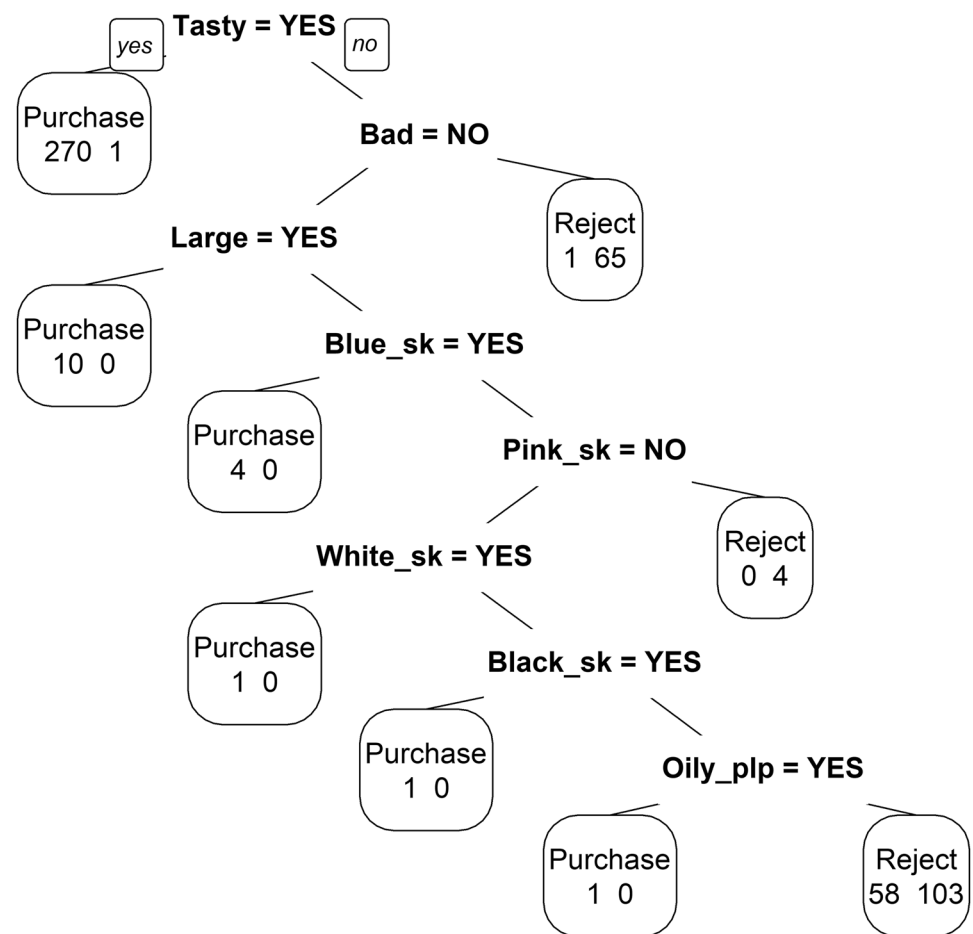 Tasty = YES
yes
no
Purchase
270 1
Bad = NO
Reject
1 65
Large = YES
Purchase
10 0
Blue_sk = YES
Purchase
4 0
Pink_sk = NO
Reject
0 4
White_sk = YES
Purchase
1 0
Black_sk = YES
Purchase
1 0
Oily_plp = YES
Purchase
1 0
Reject
58 103